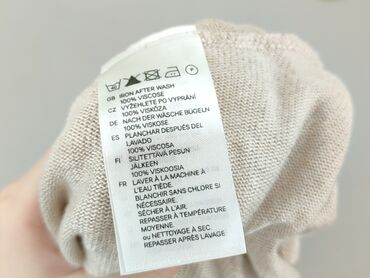 GB IRON AFTER WASH
100% VISCOSE
CZ VYŽEHLETE PO VYPRÁNÍ
100% VISKÓZA
DE NACH DER WÄSCHE BÜGELN
100% VISKOSE
ES PLANCHAR DESPUÉS DEL
LAVADO
100% VISCOSA
FI SILITETTÄVÄ PESUN
JÄLKEEN
100% VISKOOSIA
FR LAVER À LA MACHINE À
L'EAU TIÈDE.
BLANCHIR SANS CHLORE SI
NÉCESSAIRE.
SÉCHER À L'AIR.
REPASSER À TEMPÉRATURE
MOYENNE.
ou NETTOYAGE À SEC.
REPASSER APRÈS LAVAGE